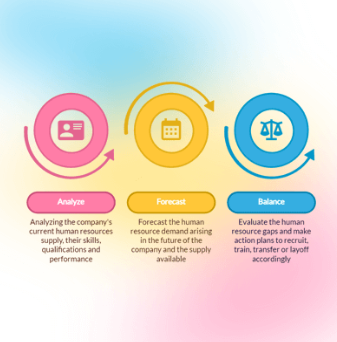 Analyze
Analyzing the company's
current human resources
supply, their skills,
qualifications and
performance
Forecast
Forecast the human
resource demand arising
in the future of the
company and the supply
available
Balance
Evaluate the human
resource gaps and make
action plans to recruit,
train, transfer or layoff
accordingly